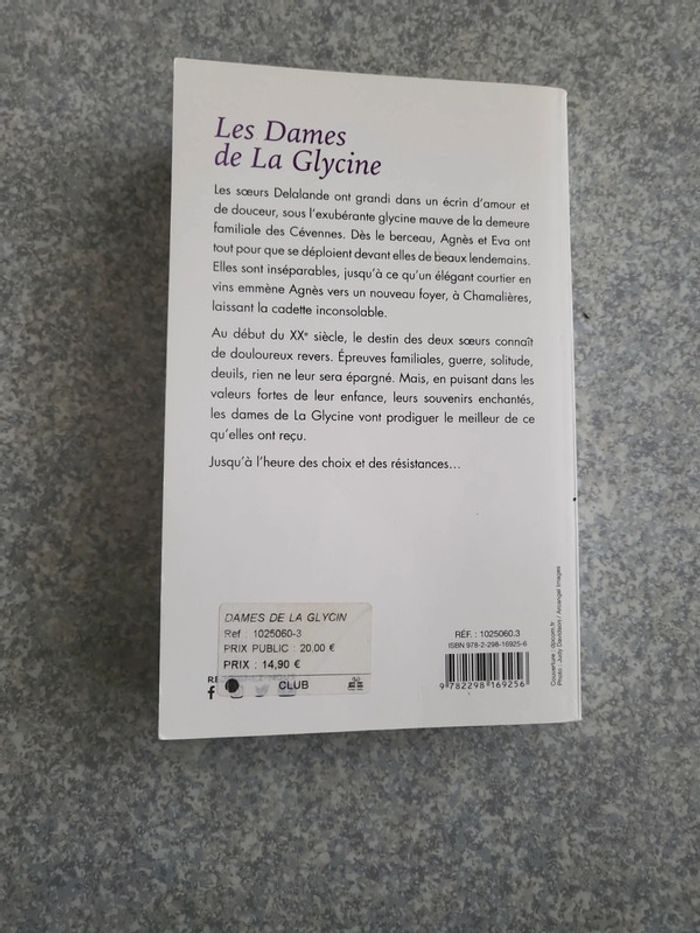 Les Dames
de La Glycine
Les sœurs Delalande ont grandi dans un écrin d'amour et
de douceur, sous l'exubérante glycine mauve de la demeure
familiale des Cévennes. Dès le berceau, Agnès et Eva ont
tout pour que se déploient devant elles de beaux lendemains.
Elles sont inséparables, jusqu'à ce qu'un élégant courtier en
vins emmène Agnès vers un nouveau foyer, à Chamalières,
laissant la cadette inconsolable.
Au début du XXe siècle, le destin des deux sœurs connaît
de douloureux revers. Épreuves familiales, guerre, solitude,
deuils, rien ne leur sera épargné. Mais, en puisant dans les
valeurs fortes de leur enfance, leurs souvenirs enchantés,
les dames de La Glycine vont prodiguer le meilleur de ce
qu'elles ont reçu.
Jusqu'à l'heure des choix et des résistances...
DAMES DE LA GLYCIN
Ref : 1025060-3
PRIX PUBLIC : 20.00 €
PRIX : 14,90 €
CLUB
RÉF. : 1025060.3
ISBN 978-2-298-16925-6
9 782298 169256
Couverture : dpcom.fr
Photo : Judy Davidson / Arcangel Images